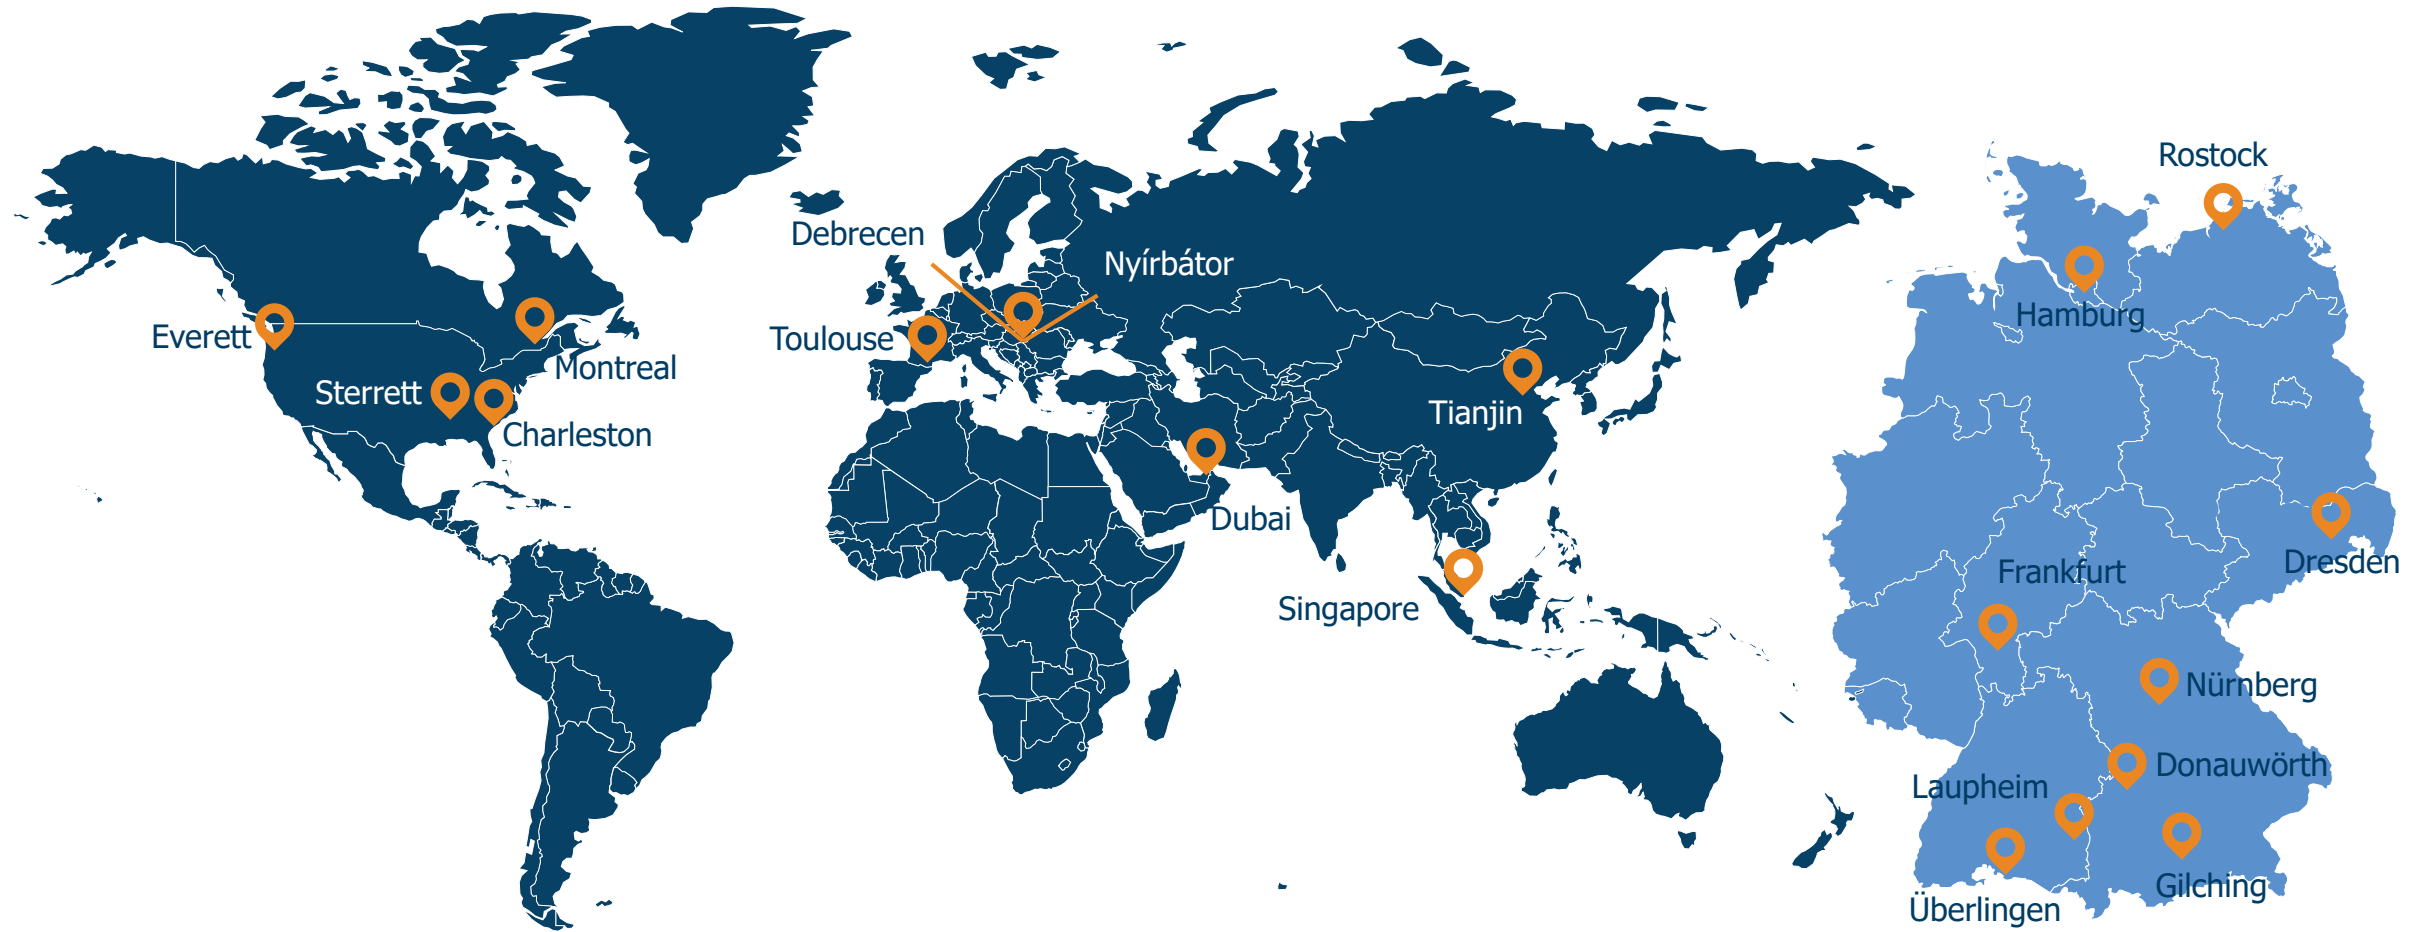 Debrecen
Nyírbátor
Everett
Toulouse
Montreal
Sterrett
Charleston
Tianjin
Dubai
Singapore
Rostock
Hamburg
Dresden
Frankfurt
Nürnberg
Donauwörth
Laupheim
Gilching
Überlingen